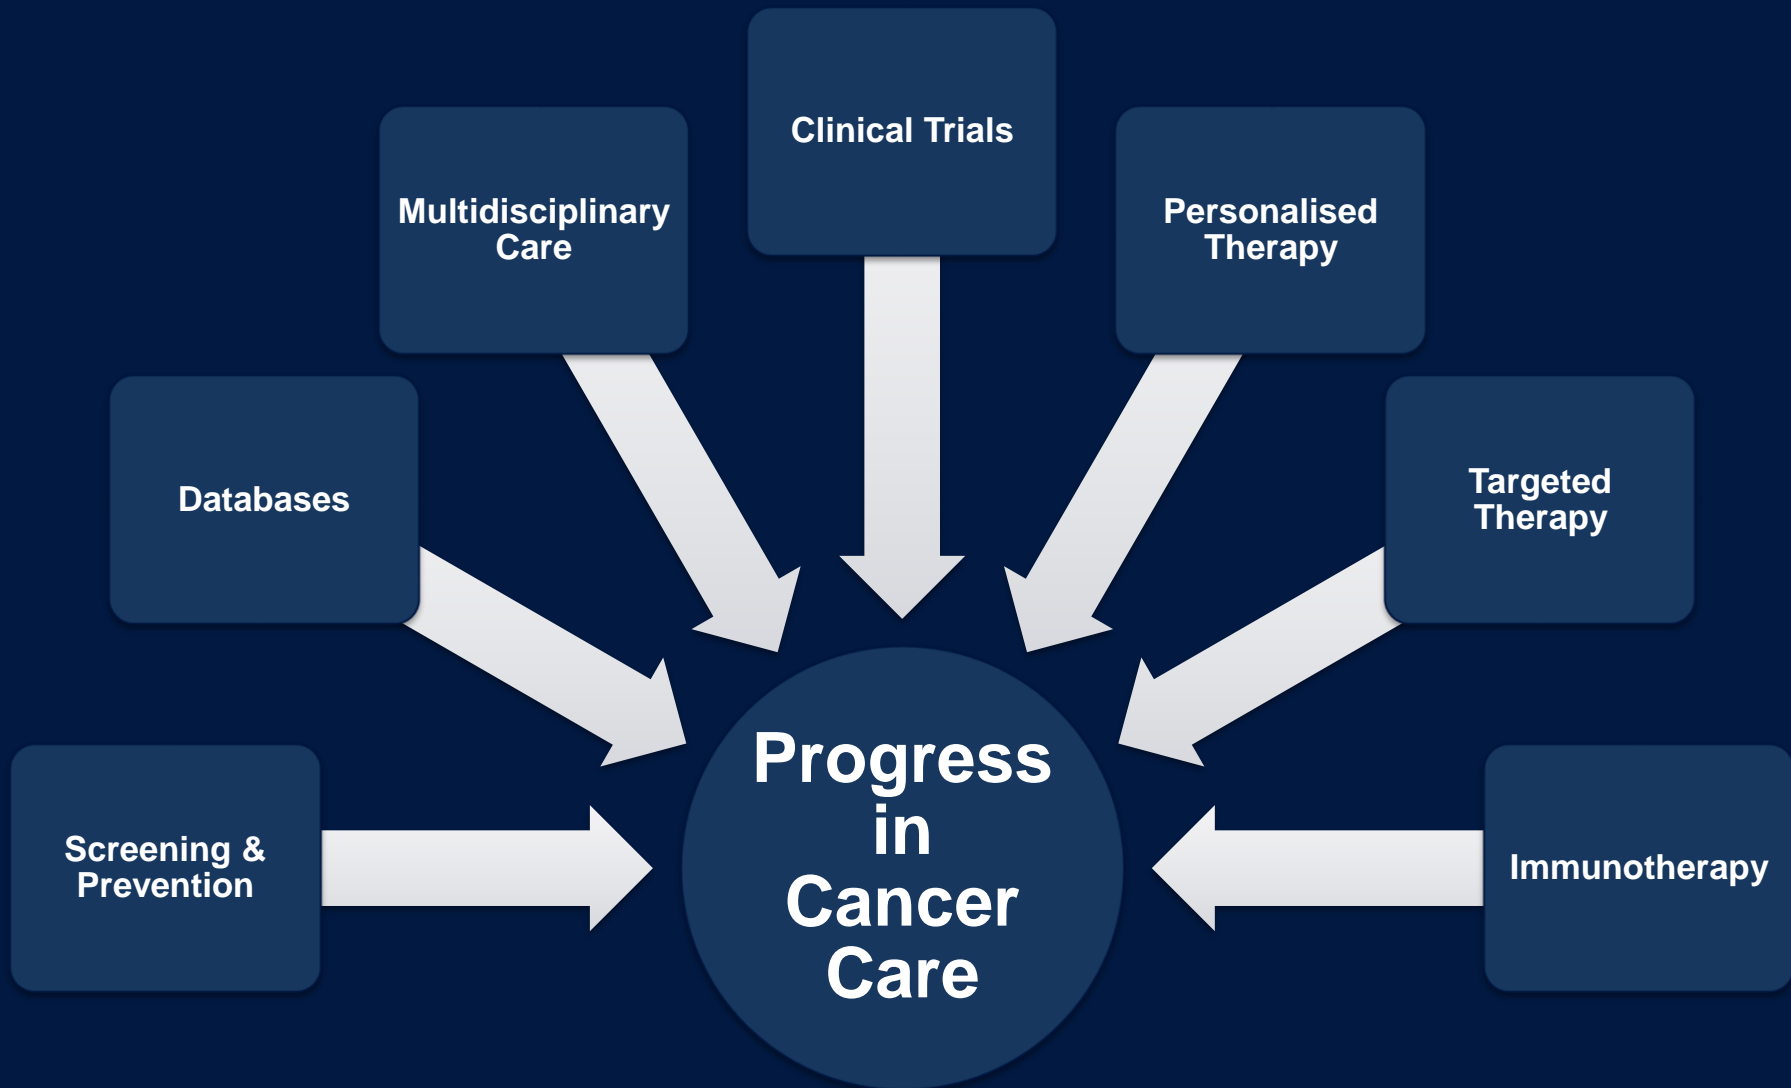 Clinical Trials
Multidisciplinary
Care
Personalised
Therapy
Databases
Targeted
Therapy
Screening &
Prevention
Immunotherapy
Progress
in
Cancer
Care